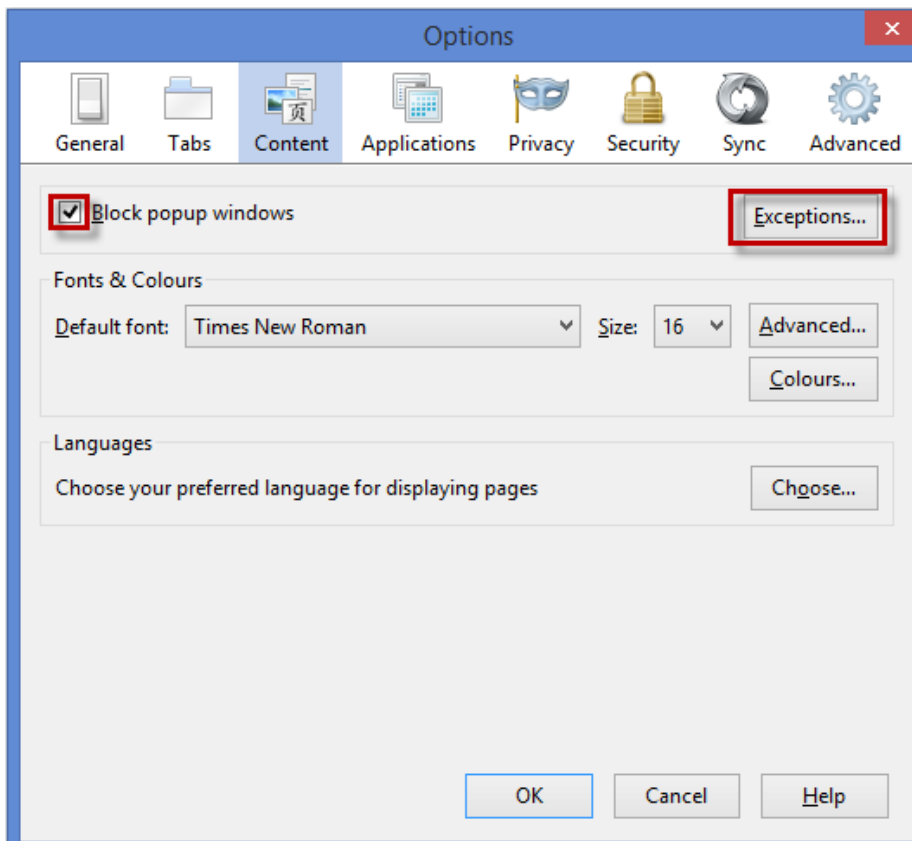 Options
General Tabs Content Applications Privacy Security Sync Advanced
页
Block popup windows Exceptions...
Fonts & Colours
Default font: Times New Roman Size: 16 Advanced...
Colours...
Languages
Choose your preferred language for displaying pages Choose...
OK Cancel Help